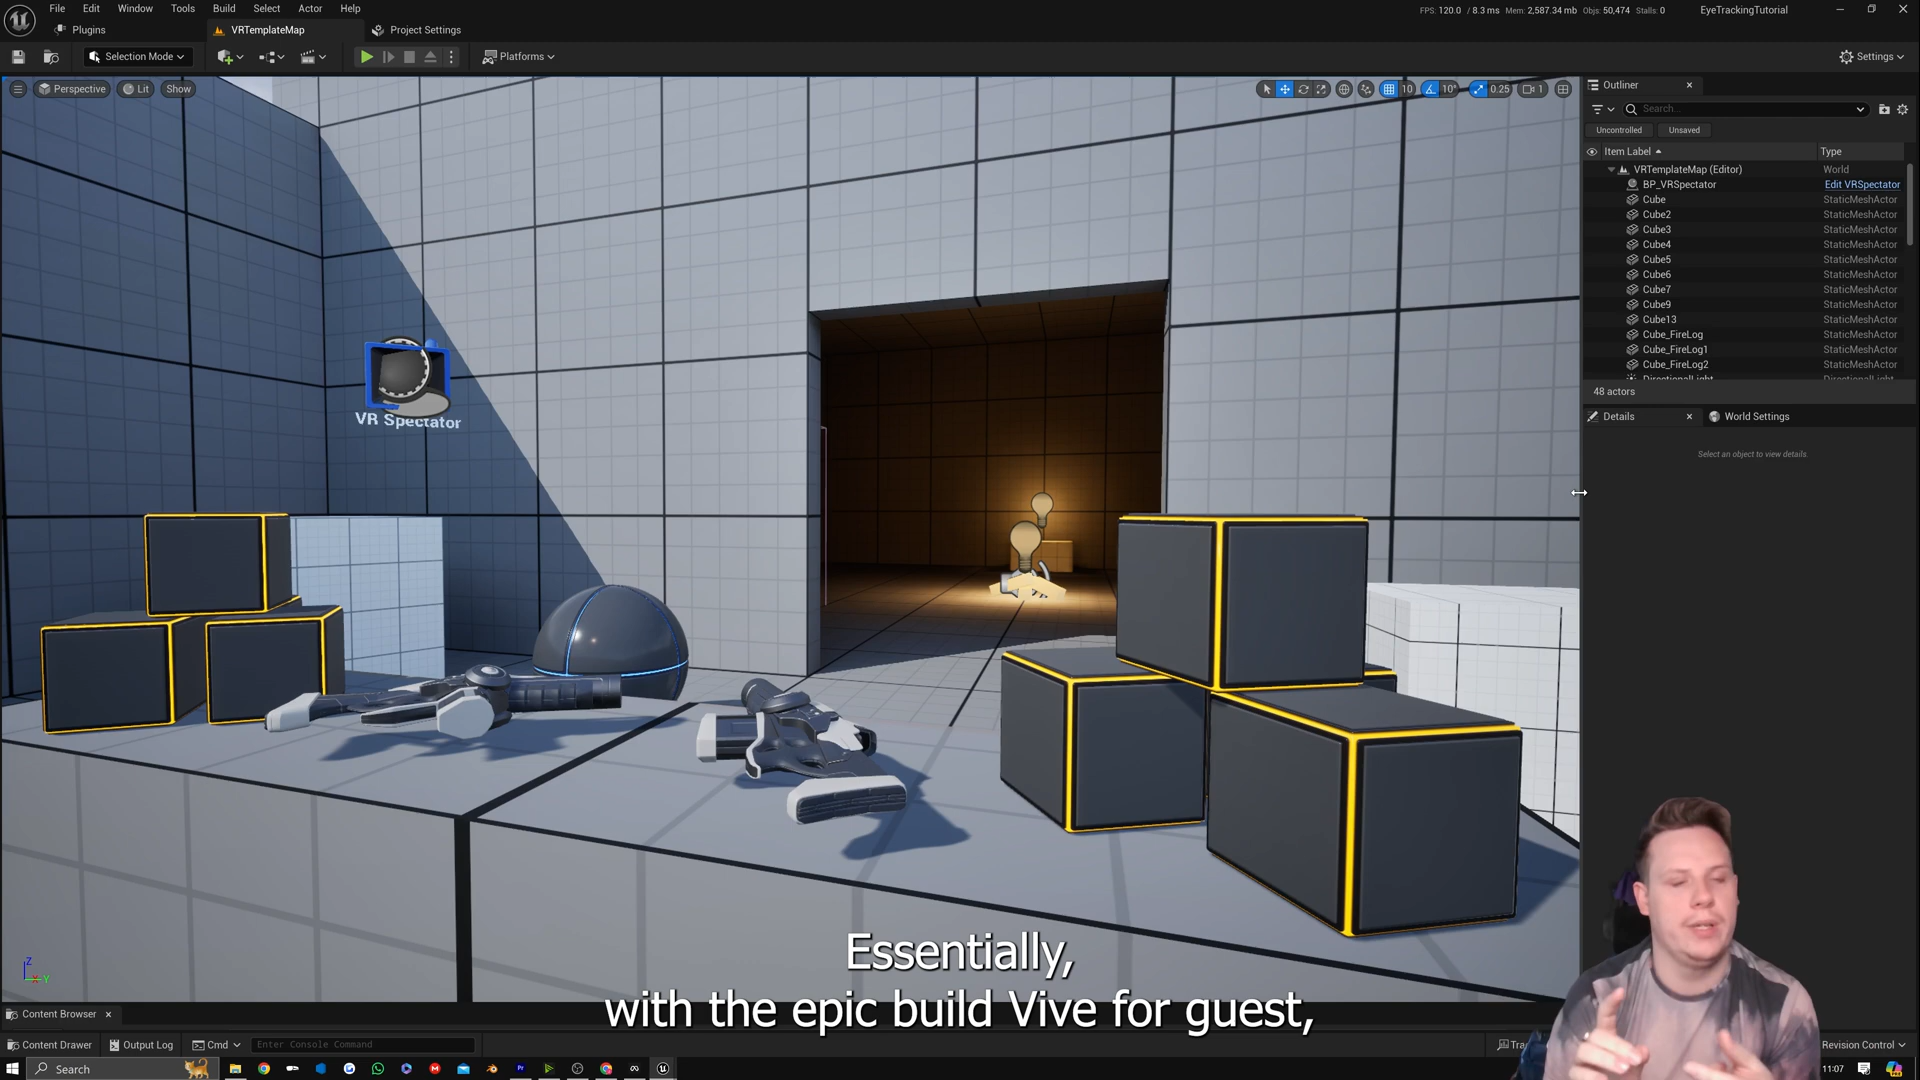 File Edit Window Tools Build Select Actor Help
FPS: 120.0 / 8.3 ms Mem: 2,587.34 mb Objs: 50,474 Stalls: 0
EyeTrackingTutorial
Plugins
VRTemplateMap
Project Settings
Selection Mode
Platforms
Settings
Perspective
Lit
Show
10
10°
0.25
1
Outliner
Search...
Uncontrolled
Unsaved
Item Label
Type
VRTemplateMap (Editor) World
BP_VRSpectator Edit VRSpectator
Cube StaticMeshActor
Cube2 StaticMeshActor
Cube3 StaticMeshActor
Cube4 StaticMeshActor
Cube5 StaticMeshActor
Cube6 StaticMeshActor
Cube7 StaticMeshActor
Cube9 StaticMeshActor
Cube13 StaticMeshActor
Cube_FireLog StaticMeshActor
Cube_FireLog1 StaticMeshActor
Cube_FireLog2 StaticMeshActor
DirectionalLight DirectionalLight
48 actors
Details
World Settings
Select an object to view details.
VR Spectator
Z
X
Y
Essentially,
with the epic build Vive for guest,
Content Browser
Content Drawer
Output Log
Cmd
Enter Console Command
Revision Control
Search
11:07